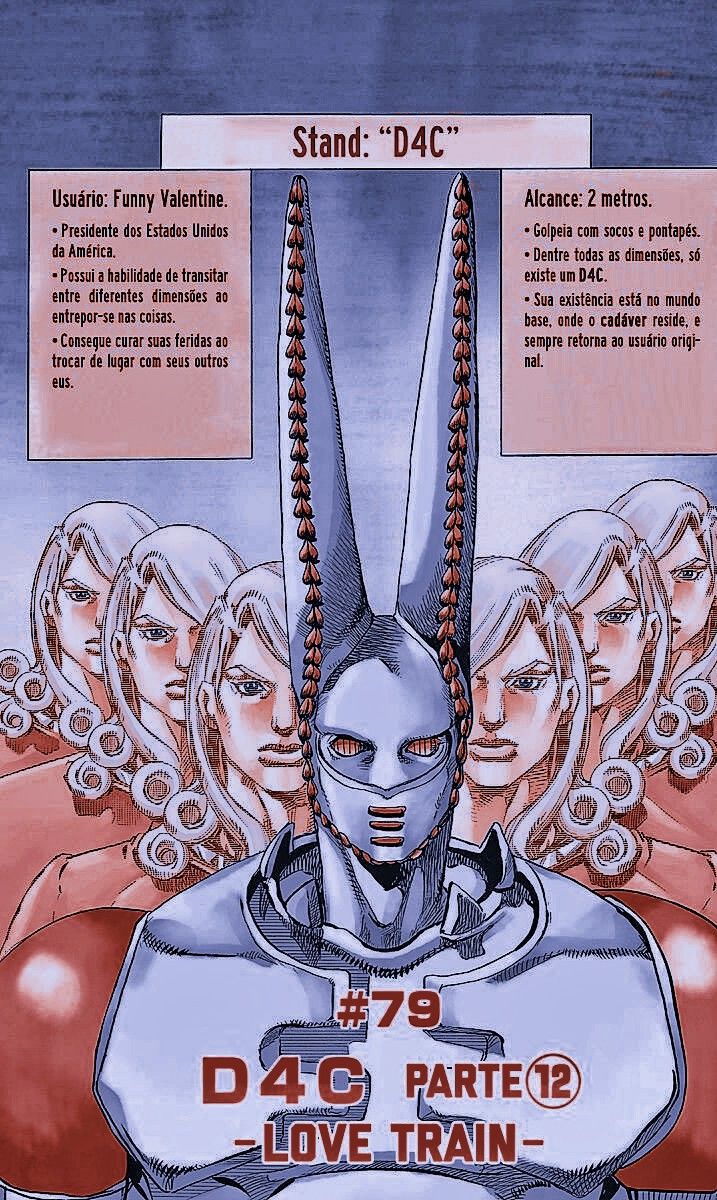 Stand: “D4C”
Usuário: Funny Valentine.
• Presidente dos Estados Unidos
da América.
• Possui a habilidade de transitar
entre diferentes dimensões ao
entrepor-se nas coisas.
• Consegue curar suas feridas ao
trocar de lugar com seus outros
eus.
Alcance: 2 metros.
• Golpeia com socos e pontapés.
• Dentre todas as dimensões, só
existe um D4C.
• Sua existência está no mundo
base, onde o cadáver reside, e
sempre retorna ao usuário origi-
nal.
#79
D4C PARTE ⑫
-LOVE TRAIN-